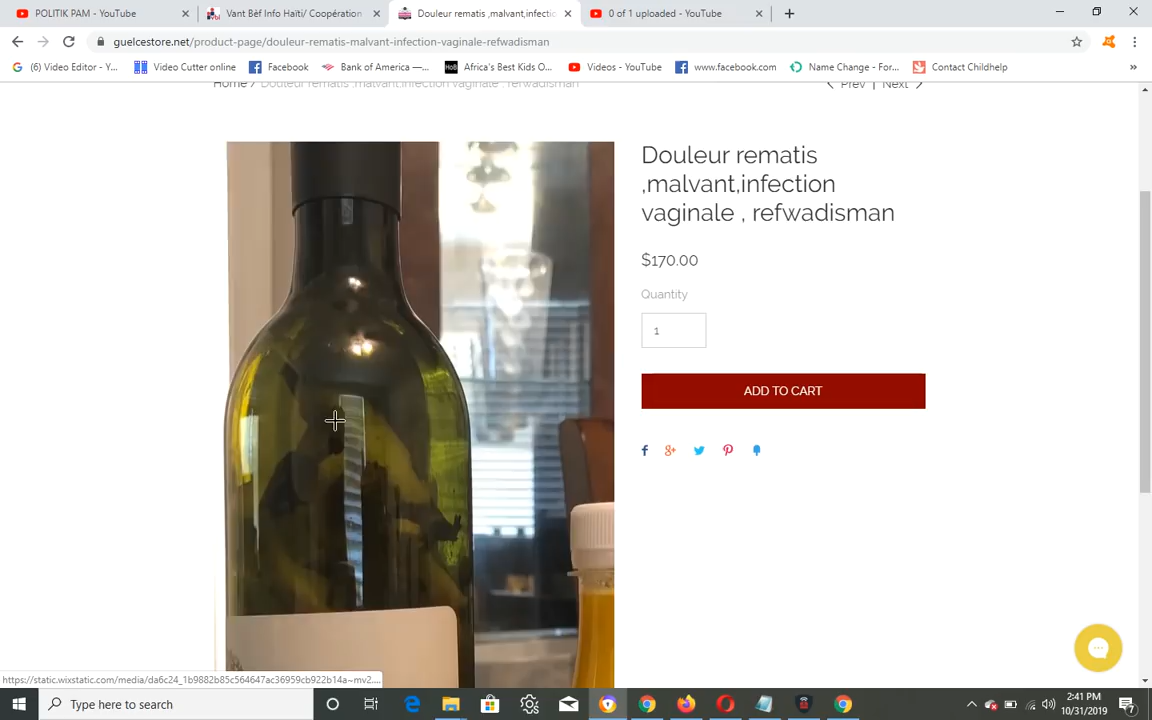 POLITIK PAM - YouTube
Vant Bèf Info Haïti/ Coopération
Douleur rematis ,malvant,infectio
0 of 1 uploaded - YouTube
guelcestore.net/product-page/douleur-rematis-malvant-infection-vaginale-refwadisman
(6) Video Editor - Y...
Video Cutter online
Facebook
Bank of America —...
HoB
Africa's Best Kids O...
Videos - YouTube
www.facebook.com
Name Change - For...
Contact Childhelp
»
Home / Douleur rematis ,malvant,infection vaginale , refwadisman
Prev | Next
Douleur rematis
,malvant,infection
vaginale , refwadisman
$170.00
Quantity
1
ADD TO CART
https://static.wixstatic.com/media/da6c24_1b9882b85c564647ac36959cb922b14a~mv2....
Type here to search
2:41 PM
10/31/2019
7